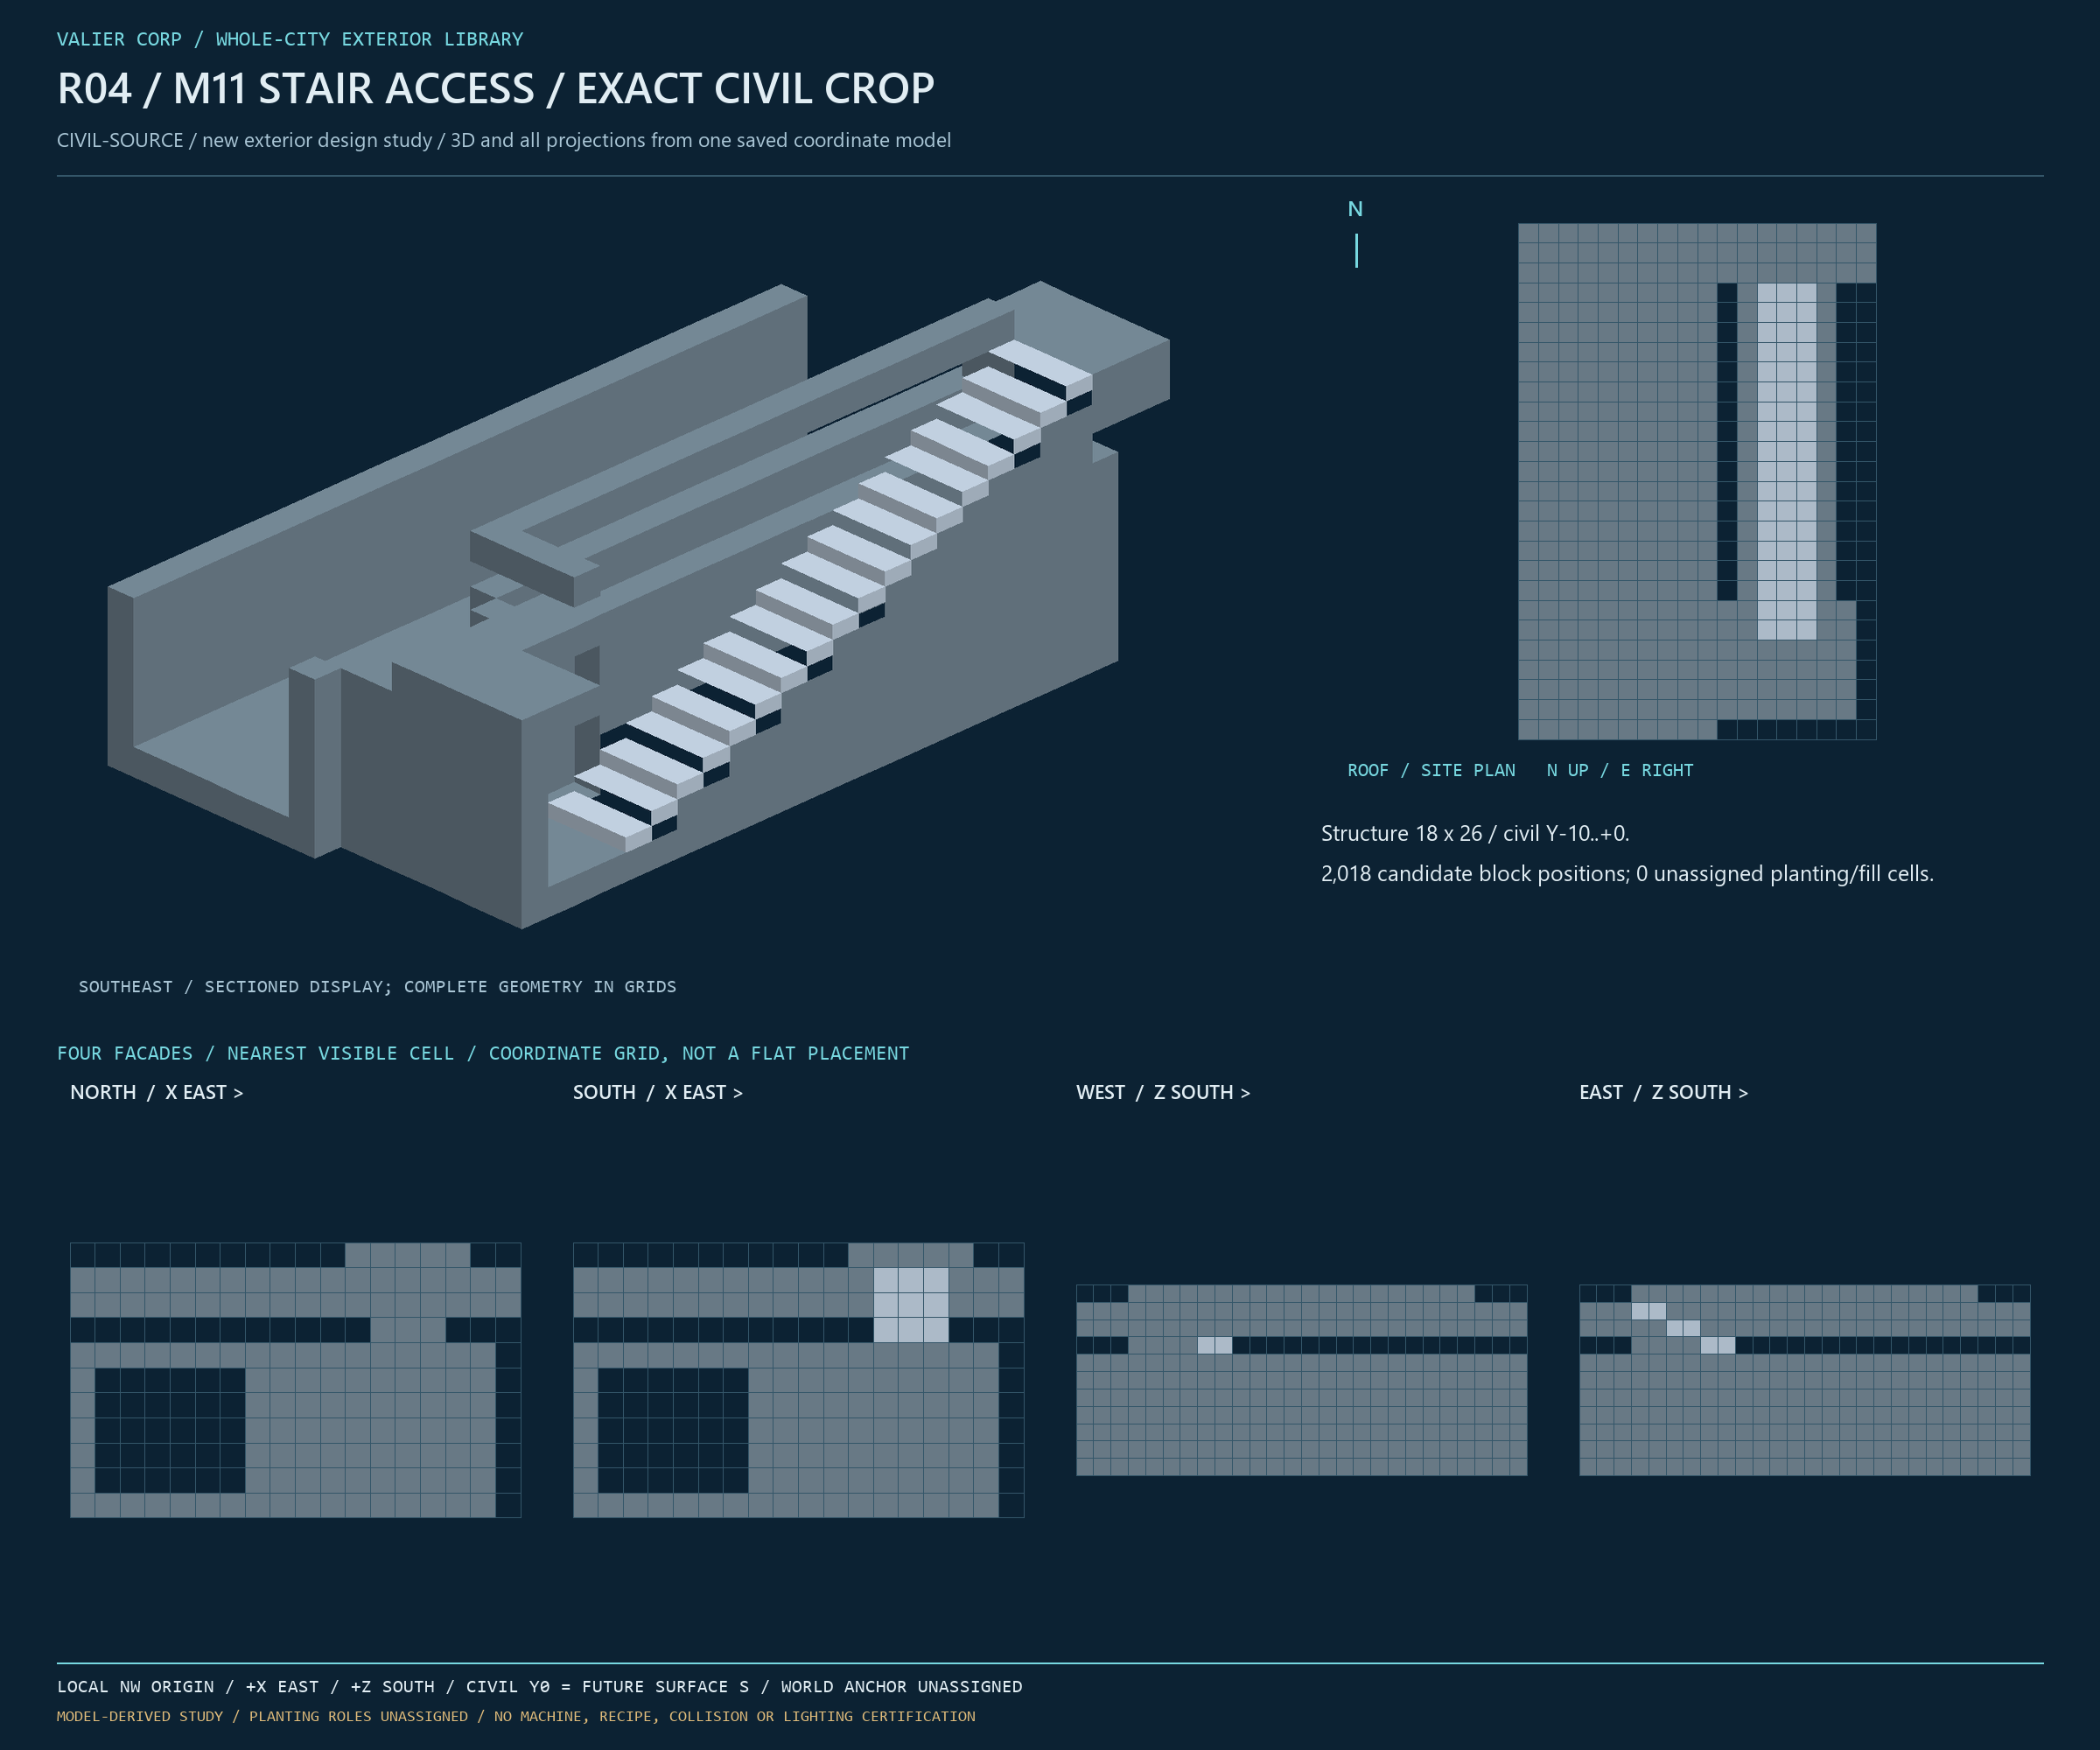 VALIER CORP / WHOLE-CITY EXTERIOR LIBRARY
R04 / M11 STAIR ACCESS / EXACT CIVIL CROP
CIVIL-SOURCE / new exterior design study / 3D and all projections from one saved coordinate model
N
ROOF / SITE PLAN   N UP / E RIGHT
Structure 18 x 26 / civil Y-10..+0.
2,018 candidate block positions; 0 unassigned planting/fill cells.
SOUTHEAST / SECTIONED DISPLAY; COMPLETE GEOMETRY IN GRIDS
FOUR FACADES / NEAREST VISIBLE CELL / COORDINATE GRID, NOT A FLAT PLACEMENT
NORTH / X EAST >
SOUTH / X EAST >
WEST / Z SOUTH >
EAST / Z SOUTH >
LOCAL NW ORIGIN / +X EAST / +Z SOUTH / CIVIL Y0 = FUTURE SURFACE S / WORLD ANCHOR UNASSIGNED
MODEL-DERIVED STUDY / PLANTING ROLES UNASSIGNED / NO MACHINE, RECIPE, COLLISION OR LIGHTING CERTIFICATION